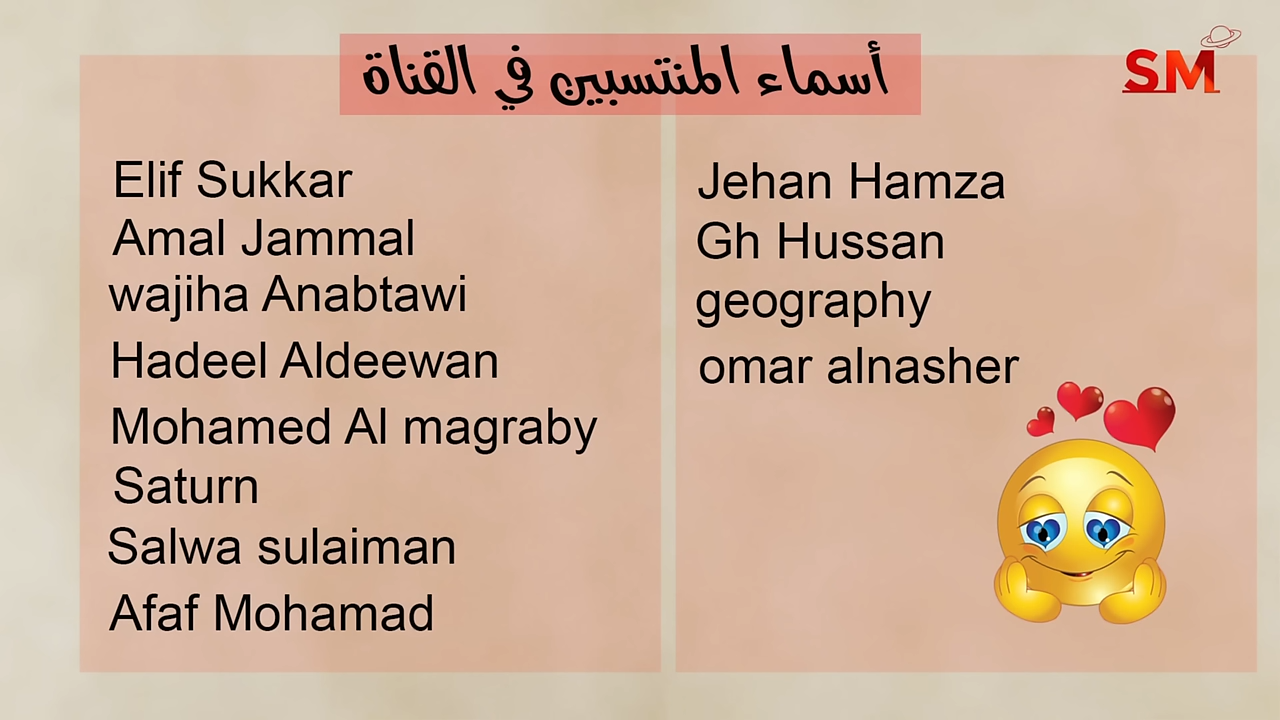 أسماء المنتسبين في القناة
SM
Elif Sukkar
Amal Jammal
wajiha Anabtawi
Hadeel Aldeewan
Mohamed Al magraby
Saturn
Salwa sulaiman
Afaf Mohamad
Jehan Hamza
Gh Hussan
geography
omar alnasher